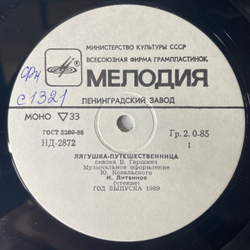 МИНИСТЕРСТВО КУЛЬТУРЫ СССР
ВСЕСОЮЗНАЯ ФИРМА ГРАМПЛАСТИНОК
МЕЛОДИЯ
ЛЕНИНГРАДСКИЙ ЗАВОД
с1321
МОНО ▽ 33
ГОСТ 5289-88
НД-2872
Гр. 2. 0-85
1
ЛЯГУШКА-ПУТЕШЕСТВЕННИЦА
сказка В. Гаршина
Музыкальное оформление
Ю. Ковальского
Н. Литвинов
(чтение)
ГОД ВЫПУСКА 1989